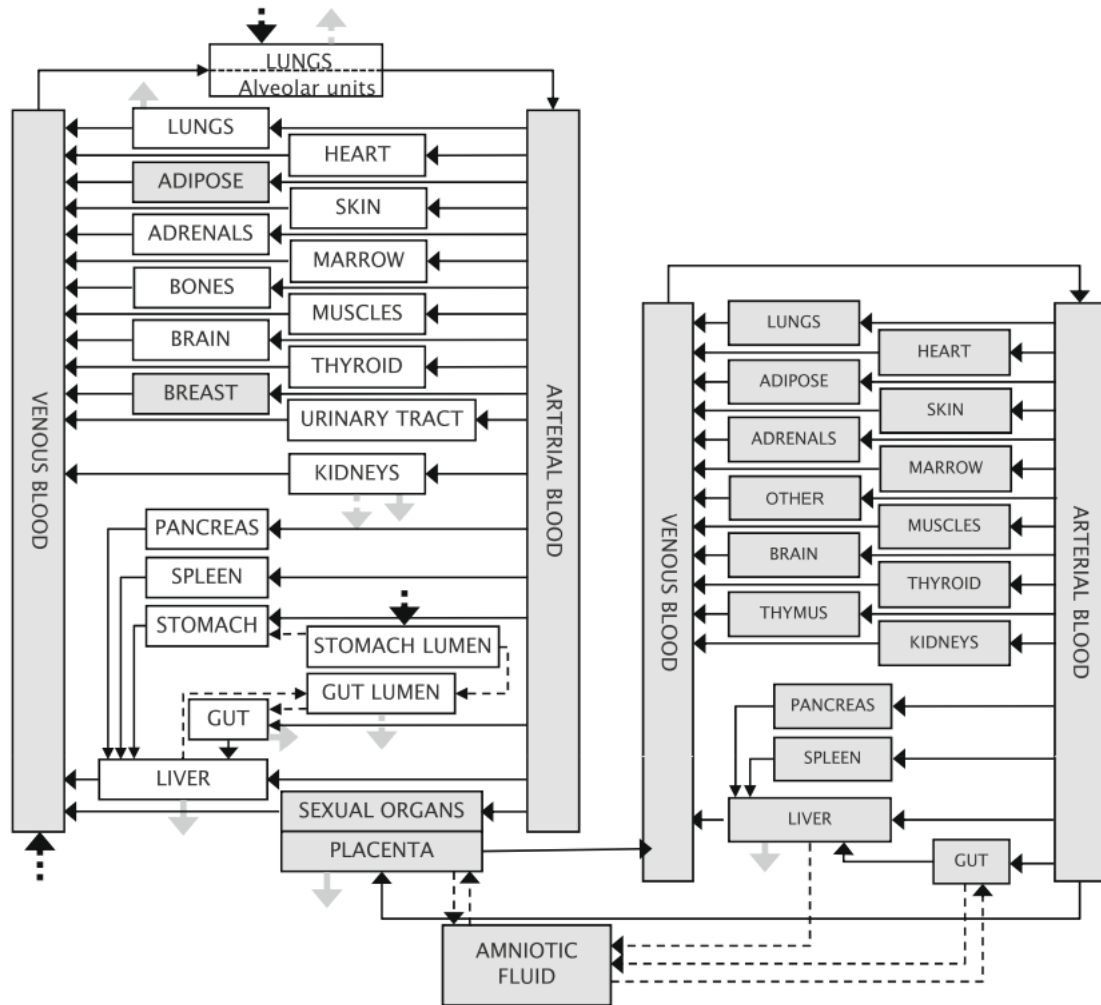 LUNGS
Alveolar units
LUNGS
HEART
ADIPOSE
SKIN
ADRENALS
MARROW
BONES
MUSCLES
BRAIN
THYROID
BREAST
URINARY TRACT
KIDNEYS
PANCREAS
SPLEEN
STOMACH
STOMACH LUMEN
GUT LUMEN
GUT
LIVER
SEXUAL ORGANS
PLACENTA
VENOUS BLOOD
ARTERIAL BLOOD
LUNGS
HEART
ADIPOSE
SKIN
ADRENALS
MARROW
OTHER
MUSCLES
BRAIN
THYROID
THYMUS
KIDNEYS
PANCREAS
SPLEEN
LIVER
GUT
VENOUS BLOOD
ARTERIAL BLOOD
AMNIOTIC
FLUID